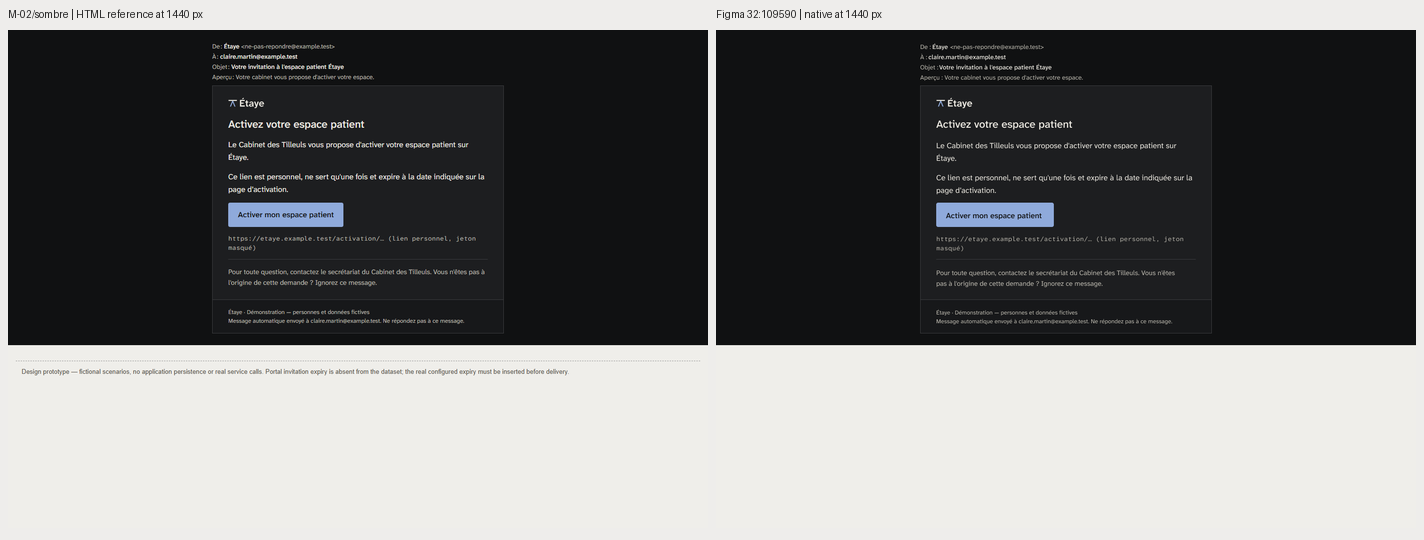 M-02/sombre | HTML reference at 1440 px
De : Étaye <ne-pas-repondre@example.test>
À : claire.martin@example.test
Objet : Votre invitation à l'espace patient Étaye
Aperçu : Votre cabinet vous propose d'activer votre espace.
Étaye
Activez votre espace patient
Le Cabinet des Tilleuls vous propose d'activer votre espace patient sur
Étaye.
Ce lien est personnel, ne sert qu'une fois et expire à la date indiquée sur la
page d'activation.
Activer mon espace patient
https://etaye.example.test/activation/… (lien personnel, jeton
masqué)
Pour toute question, contactez le secrétariat du Cabinet des Tilleuls. Vous n'êtes pas à
l'origine de cette demande ? Ignorez ce message.
Étaye · Démonstration — personnes et données fictives
Message automatique envoyé à claire.martin@example.test. Ne répondez pas à ce message.
Design prototype — fictional scenarios, no application persistence or real service calls. Portal invitation expiry is absent from the dataset; the real configured expiry must be inserted before delivery.
Figma 32:109590 | native at 1440 px
De : Étaye <ne-pas-repondre@example.test>
À : claire.martin@example.test
Objet : Votre invitation à l'espace patient Étaye
Aperçu : Votre cabinet vous propose d'activer votre espace.
Étaye
Activez votre espace patient
Le Cabinet des Tilleuls vous propose d'activer votre espace patient sur
Étaye.
Ce lien est personnel, ne sert qu'une fois et expire à la date indiquée sur la
page d'activation.
Activer mon espace patient
https://etaye.example.test/activation/… (lien personnel, jeton
masqué)
Pour toute question, contactez le secrétariat du Cabinet des Tilleuls. Vous n'êtes
pas à l'origine de cette demande ? Ignorez ce message.
Étaye · Démonstration — personnes et données fictives
Message automatique envoyé à claire.martin@example.test. Ne répondez pas à ce message.